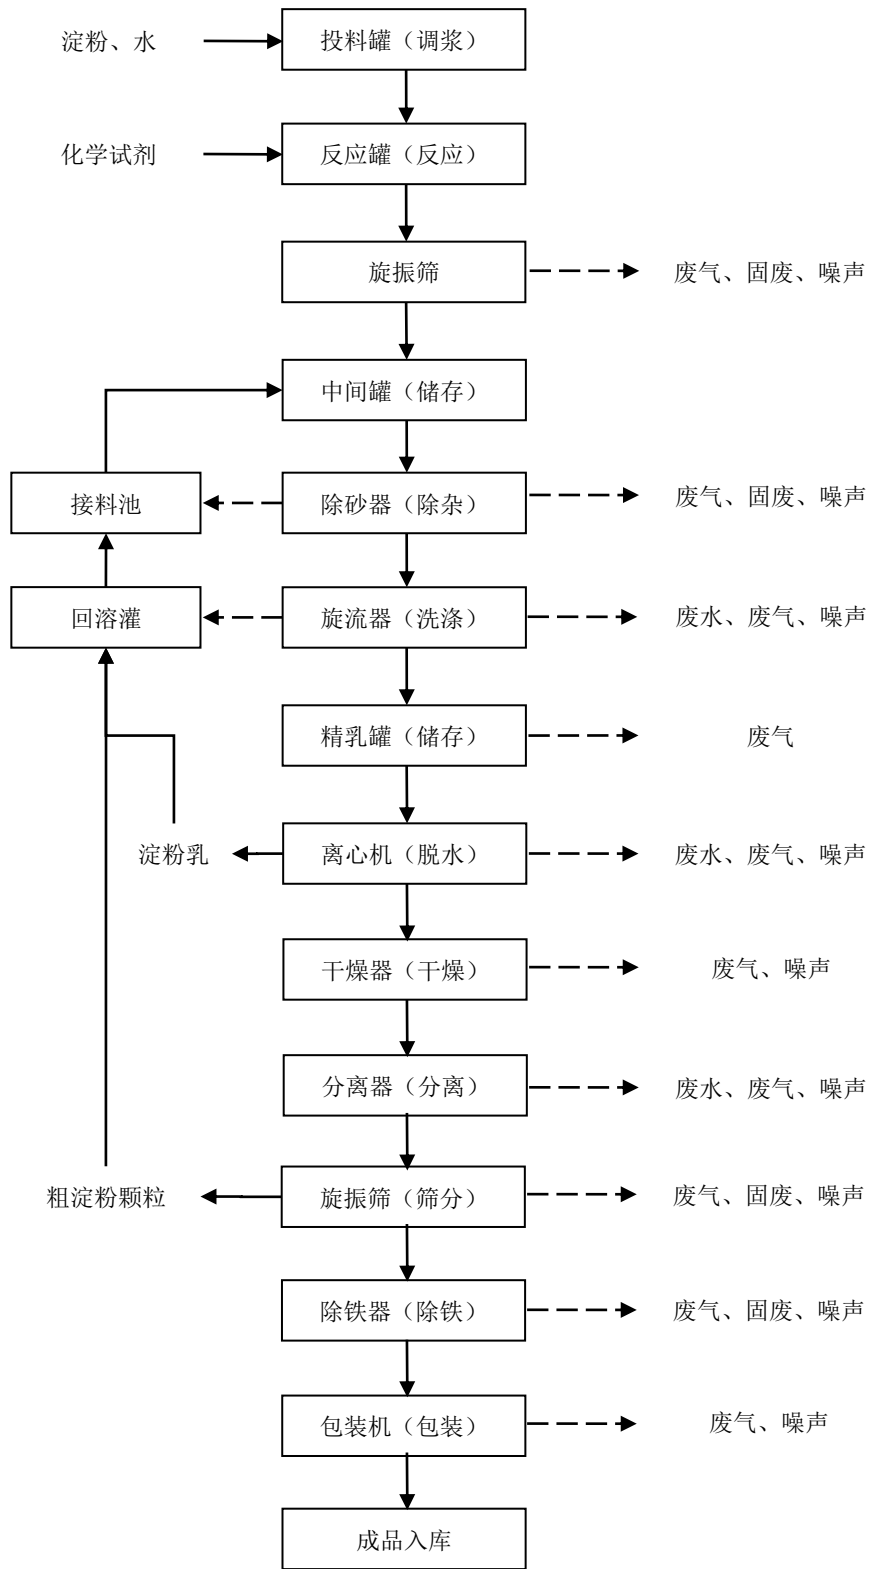 淀粉、水
投料罐（调浆）
化学试剂
反应罐（反应）
旋振筛
废气、固废、噪声
中间罐（储存）
接料池
除砂器（除杂）
废气、固废、噪声
回溶灌
旋流器（洗涤）
废水、废气、噪声
精乳罐（储存）
废气
淀粉乳
离心机（脱水）
废水、废气、噪声
干燥器（干燥）
废气、噪声
分离器（分离）
废水、废气、噪声
粗淀粉颗粒
旋振筛（筛分）
废气、固废、噪声
除铁器（除铁）
废气、固废、噪声
包装机（包装）
废气、噪声
成品入库